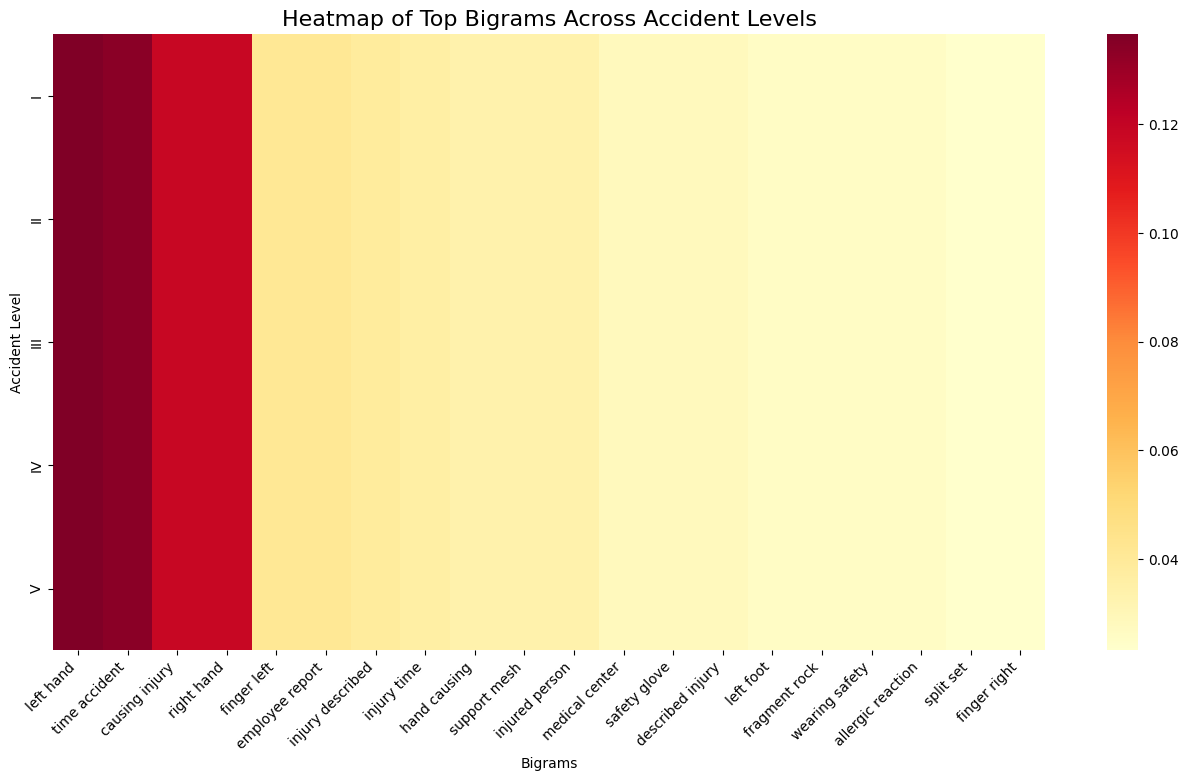 Heatmap of Top Bigrams Across Accident Levels
Accident Level
I
II
III
IV
V
left hand
time accident
causing injury
right hand
finger left
employee report
injury described
injury time
hand causing
support mesh
injured person
medical center
safety glove
described injury
left foot
fragment rock
wearing safety
allergic reaction
split set
finger right
Bigrams
0.12
0.10
0.08
0.06
0.04